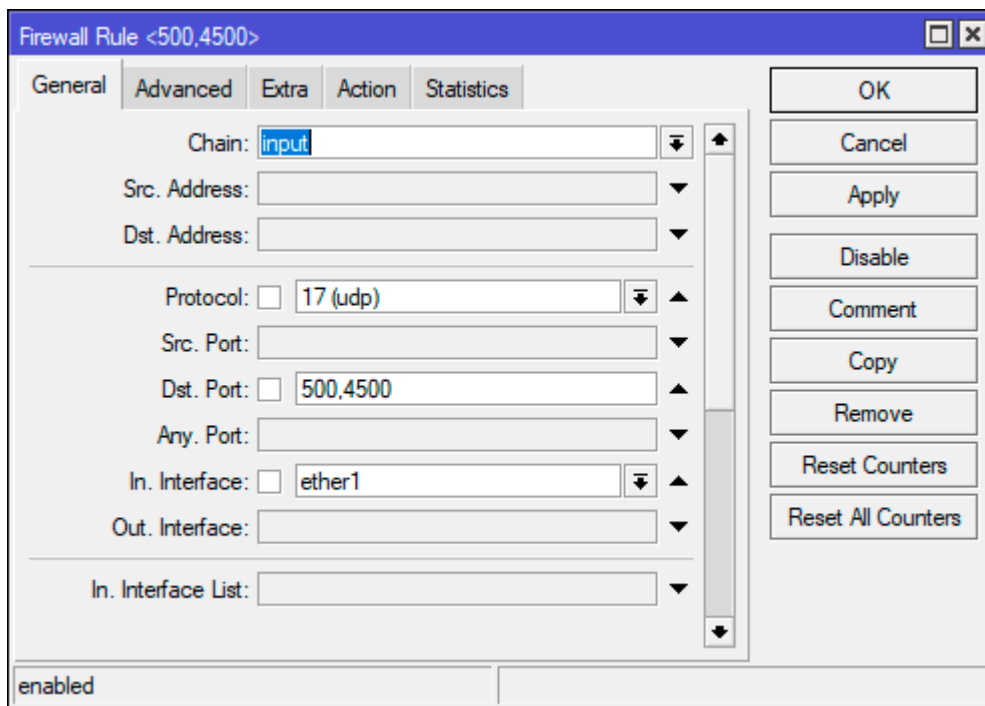 Firewall Rule <500,4500>
General Advanced Extra Action Statistics
Chain: input
Src. Address:
Dst. Address:
Protocol: 17 (udp)
Src. Port:
Dst. Port: 500,4500
Any. Port:
In. Interface: ether1
Out. Interface:
In. Interface List:
OK
Cancel
Apply
Disable
Comment
Copy
Remove
Reset Counters
Reset All Counters
enabled